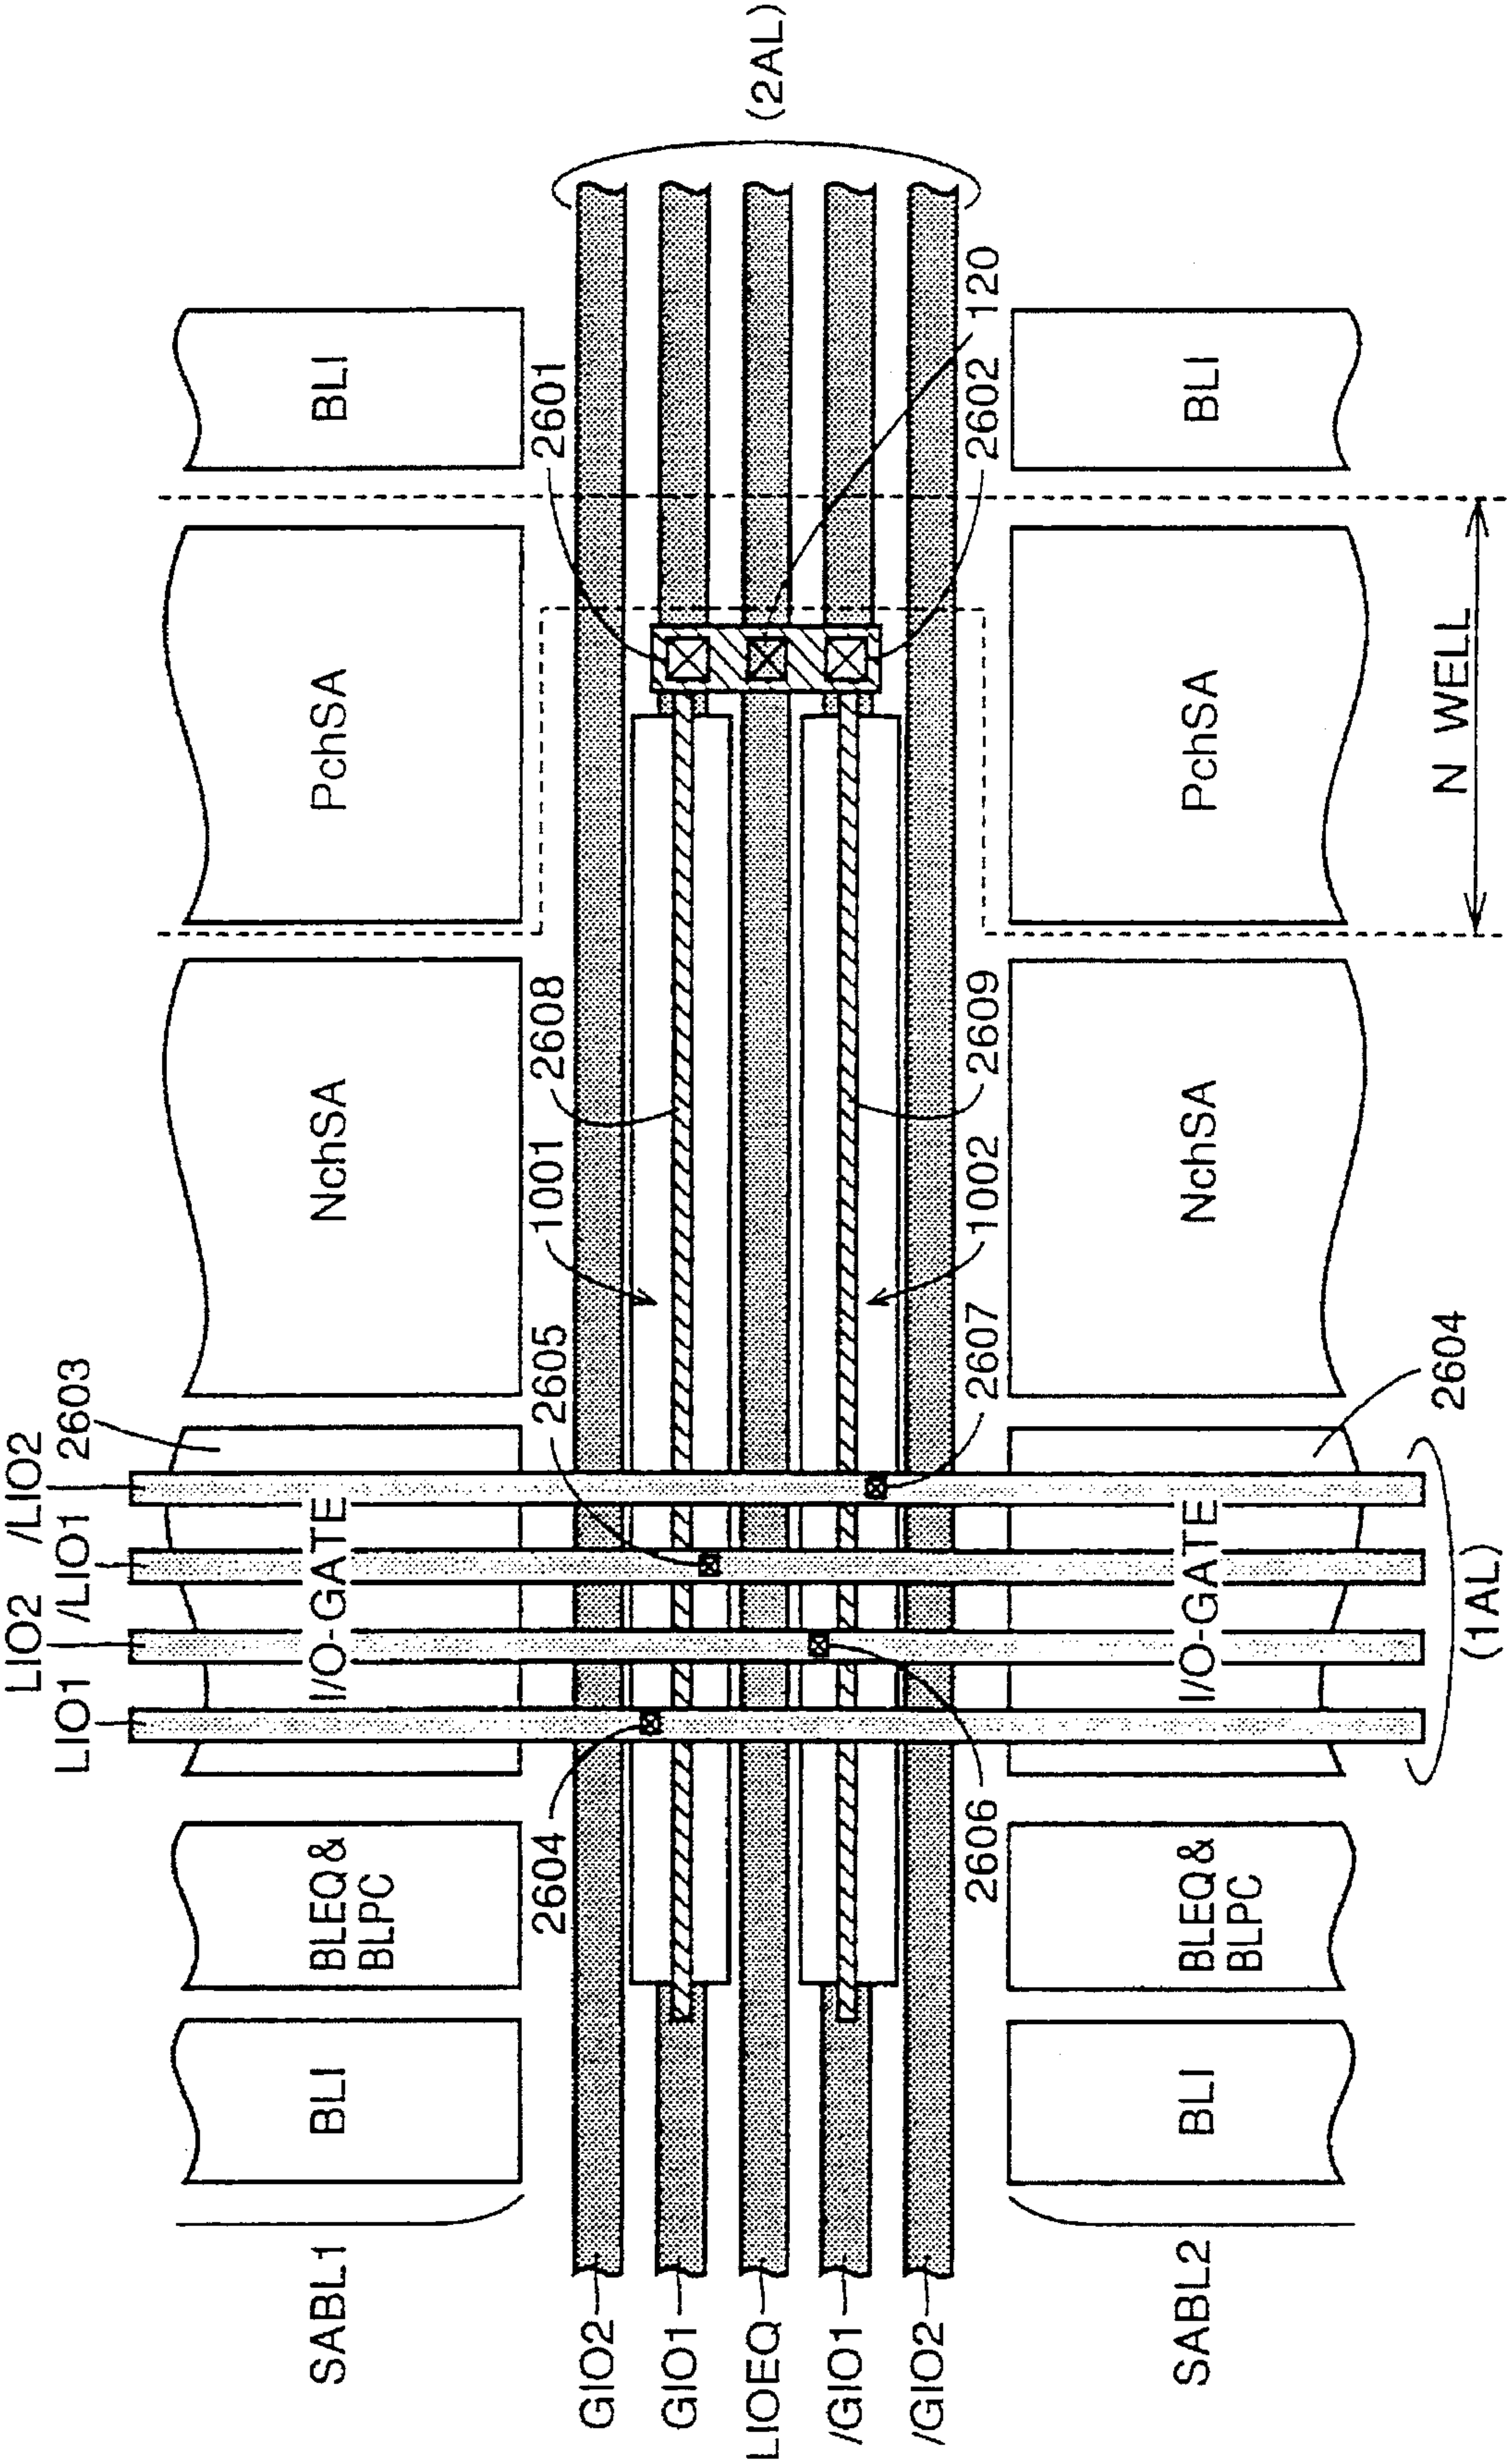 SABL1
BLI
BLEQ&
BLPC
I/O-GATE
NchSA
PchSA
BLI
LIO1
LIO2
/LIO1
/LIO2
2603
2604
2605
1001
2608
2601
GIO2
GIO1
LIOEQ
/GIO1
/GIO2
(2AL)
2606
2607
1002
2609
2602
120
SABL2
BLI
BLEQ&
BLPC
I/O-GATE
NchSA
PchSA
BLI
2604
(1AL)
N WELL